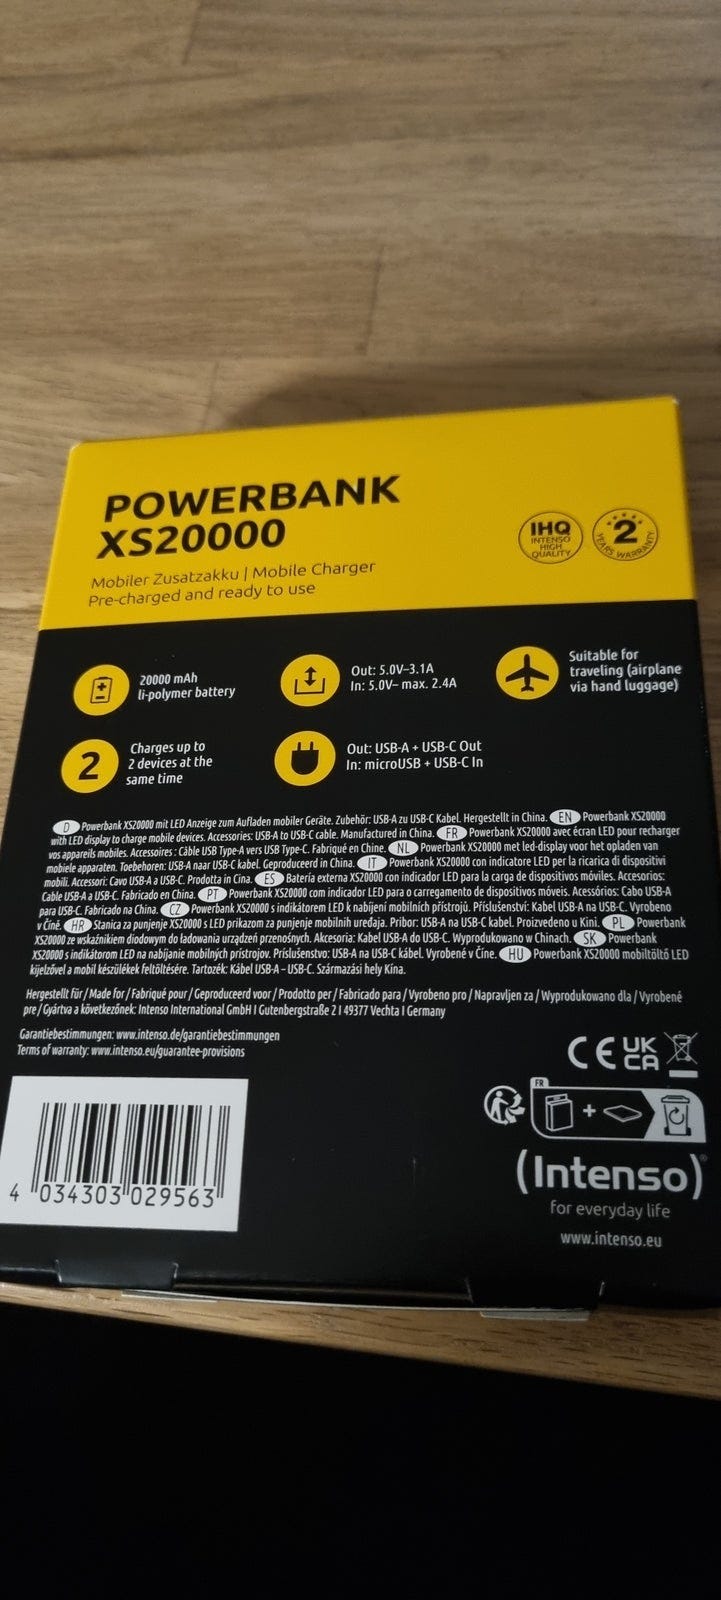 POWERBANK
XS20000
Mobiler Zusatzakku | Mobile Charger
Pre-charged and ready to use
IHQ
INTENSO
HIGH
QUALITY
2
YEARS WARRANTY
20000 mAh
li-polymer battery
Out: 5.0V–3.1A
In: 5.0V– max. 2.4A
Suitable for
traveling (airplane
via hand luggage)
2
Charges up to
2 devices at the
same time
Out: USB-A + USB-C Out
In: microUSB + USB-C In
D Powerbank XS20000 mit LED Anzeige zum Aufladen mobiler Geräte. Zubehör: USB-A zu USB-C Kabel. Hergestellt in China. EN Powerbank XS20000
with LED display to charge mobile devices. Accessories: USB-A to USB-C cable. Manufactured in China. FR Powerbank XS20000 avec écran LED pour recharger
vos appareils mobiles. Accessoires : Câble USB Type-A vers USB Type-C. Fabriqué en Chine. NL Powerbank XS20000 met led-display voor het opladen van
mobiele apparaten. Toebehoren: USB-A naar USB-C kabel. Geproduceerd in China. IT Powerbank XS20000 con indicatore LED per la ricarica di dispositivi
mobili. Accessori: Cavo USB-A a USB-C. Prodotta in Cina. ES Batería externa XS20000 con indicador LED para la carga de dispositivos móviles. Accesorios:
Cable USB-A a USB-C. Fabricado en China. PT Powerbank XS20000 com indicador LED para o carregamento de dispositivos móveis. Acessórios: Cabo USB-A
para USB-C. Fabricado na China. CZ Powerbank XS20000 s indikátorem LED k nabíjení mobilních přístrojů. Příslušenství: Kabel USB-A na USB-C. Vyrobeno
v Číně. HR Stanica za punjenje XS20000 s LED prikazom za punjenje mobilnih uređaja. Pribor: USB-A na USB-C kabel. Proizvedeno u Kini. PL Powerbank
XS20000 ze wskaźnikiem diodowym do ładowania urządzeń przenośnych. Akcesoria: Kabel USB-A do USB-C. Wyprodukowano w Chinach. SK Powerbank
XS20000 s indikátorom LED na nabíjanie mobilných prístrojov. Príslušenstvo: USB-A na USB-C kábel. Vyrobené v Číne. HU Powerbank XS20000 mobiltöltő LED
kijelzővel a mobil készülékek feltöltésére. Tartozék: Kábel USB-A – USB-C. Származási hely Kína.
Hergestellt für / Made for / Fabriqué pour / Geproduceerd voor / Prodotto per / Fabricado para / Vyrobeno pro / Napravljen za / Wyprodukowano dla / Vyrobené
pre / Gyártva a következőnek: Intenso International GmbH I Gutenbergstraße 2 I 49377 Vechta I Germany
Garantiebestimmungen: www.intenso.de/garantiebestimmungen
Terms of warranty: www.intenso.eu/guarantee-provisions
CE UK
CA
FR
4 034303 029563
(Intenso)®
for everyday life
www.intenso.eu